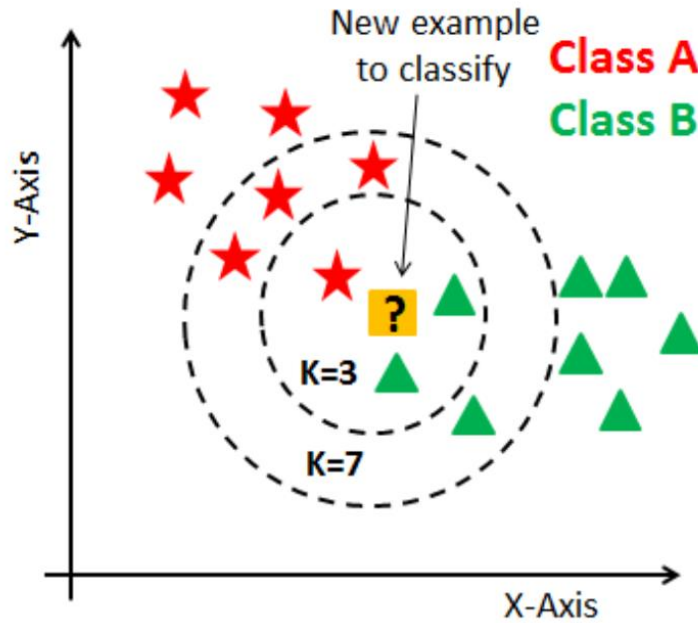 New example
to classify
Class A
Class B
Y-Axis
?
K=3
K=7
X-Axis